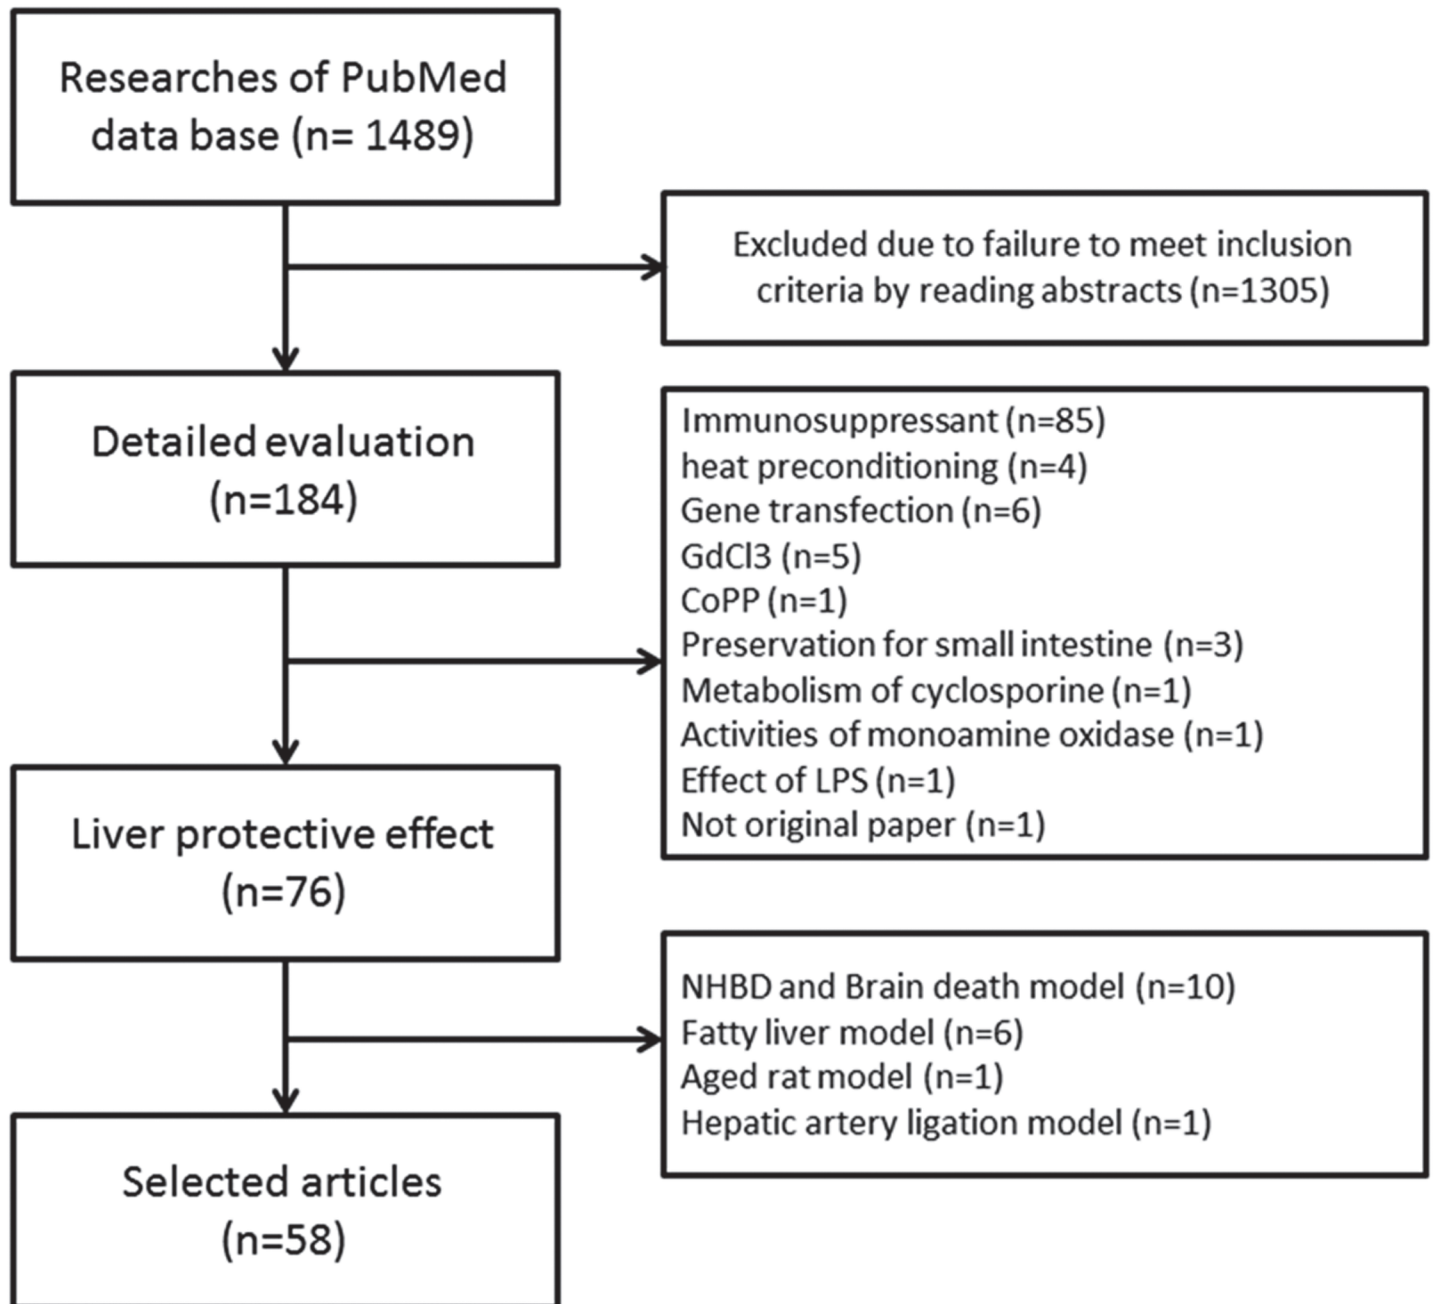 Researches of PubMed
data base (n= 1489)
Excluded due to failure to meet inclusion
criteria by reading abstracts (n=1305)
Detailed evaluation
(n=184)
Immunosuppressant (n=85)
heat preconditioning (n=4)
Gene transfection (n=6)
GdCl3 (n=5)
CoPP (n=1)
Preservation for small intestine (n=3)
Metabolism of cyclosporine (n=1)
Activities of monoamine oxidase (n=1)
Effect of LPS (n=1)
Not original paper (n=1)
Liver protective effect
(n=76)
NHBD and Brain death model (n=10)
Fatty liver model (n=6)
Aged rat model (n=1)
Hepatic artery ligation model (n=1)
Selected articles
(n=58)